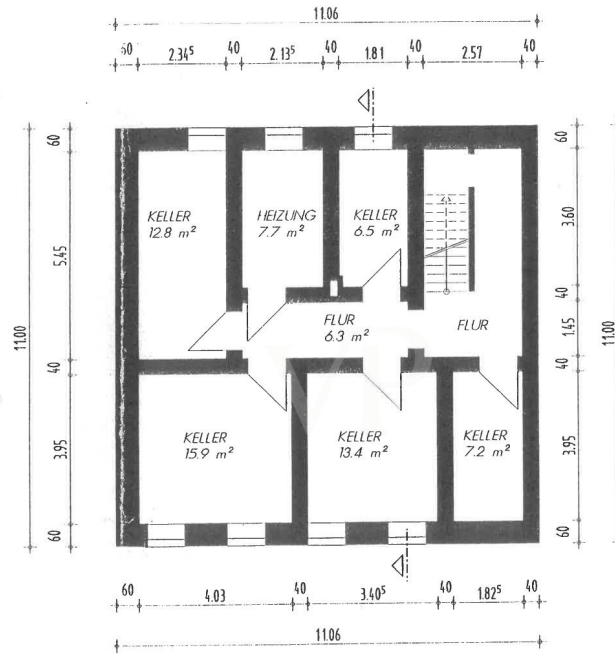 11.06
60 2.34⁵ 40 2.13⁵ 40 1.81 40 2.57 40
60
5.45
11.00
40
3.95
60
60
3.60
40
1.45
11.00
40
3.95
60
KELLER
12.8 m²
HEIZUNG
7.7 m²
KELLER
6.5 m²
FLUR
6.3 m²
FLUR
KELLER
15.9 m²
KELLER
13.4 m²
KELLER
7.2 m²
VP
60 4.03 40 3.40⁵ 40 1.82⁵ 40
11.06